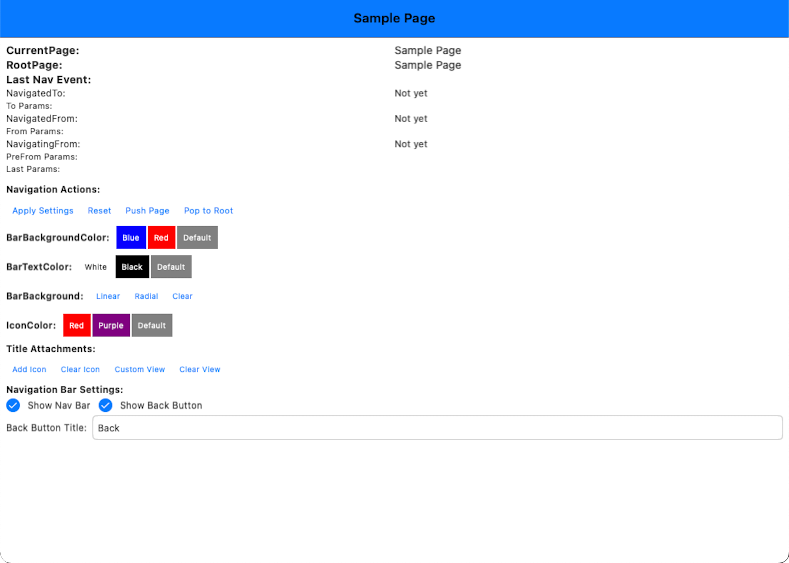 Sample Page
CurrentPage: Sample Page
RootPage: Sample Page
Last Nav Event:
NavigatedTo: Not yet
To Params:
NavigatedFrom: Not yet
From Params:
NavigatingFrom: Not yet
PreFrom Params:
Last Params:
Navigation Actions:
Apply Settings Reset Push Page Pop to Root
BarBackgroundColor: Blue Red Default
BarTextColor: White Black Default
BarBackground: Linear Radial Clear
IconColor: Red Purple Default
Title Attachments:
Add Icon Clear Icon Custom View Clear View
Navigation Bar Settings:
Show Nav Bar Show Back Button
Back Button Title: Back